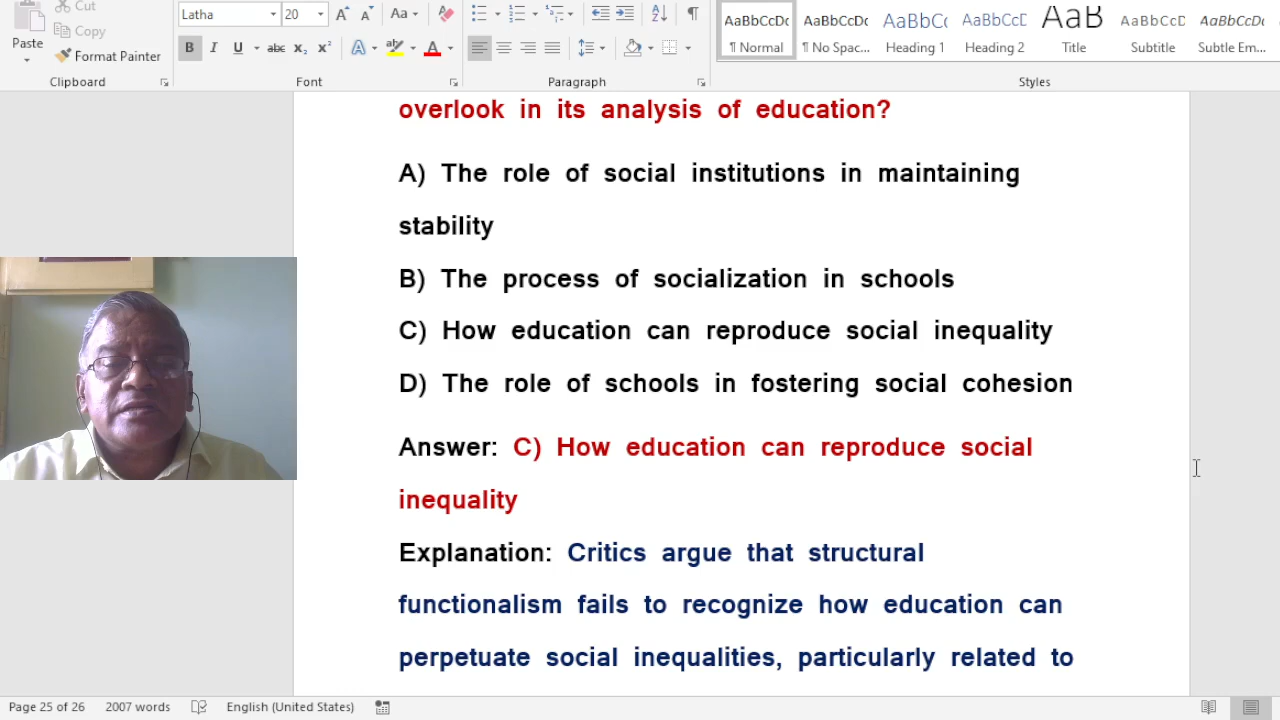 Cut
Copy
Paste
Format Painter
Clipboard
Latha 20 Aa
B I U abc x₂ x² A A
Font
Paragraph
AaBbCcDc AaBbCcDc AaBbCc AaBbCcD AaB AaBbCcD AaBbCcDc
¶ Normal ¶ No Spac... Heading 1 Heading 2 Title Subtitle Subtle Em...
Styles
overlook in its analysis of education?
A) The role of social institutions in maintaining
stability
B) The process of socialization in schools
C) How education can reproduce social inequality
D) The role of schools in fostering social cohesion
Answer: C) How education can reproduce social
inequality
Explanation: Critics argue that structural
functionalism fails to recognize how education can
perpetuate social inequalities, particularly related to
Page 25 of 26 2007 words English (United States)